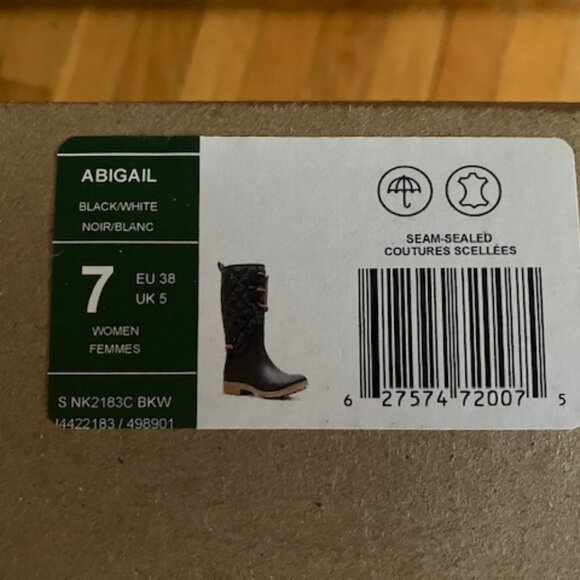 ABIGAIL
BLACK/WHITE
NOIR/BLANC
7
EU 38
UK 5
WOMEN
FEMMES
S NK2183C BKW
/ 498901
SEAM-SEALED
COUTURES SCELLÉES
6 27574 72007 5